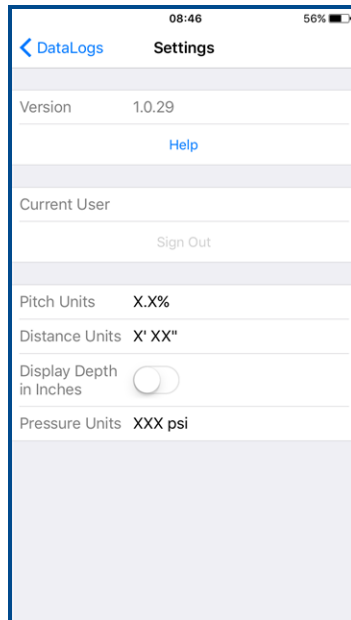 08:46 56%
DataLogs Settings
Version 1.0.29
Help
Current User
Sign Out
Pitch Units X.X%
Distance Units X' XX"
Display Depth
in Inches
Pressure Units XXX psi